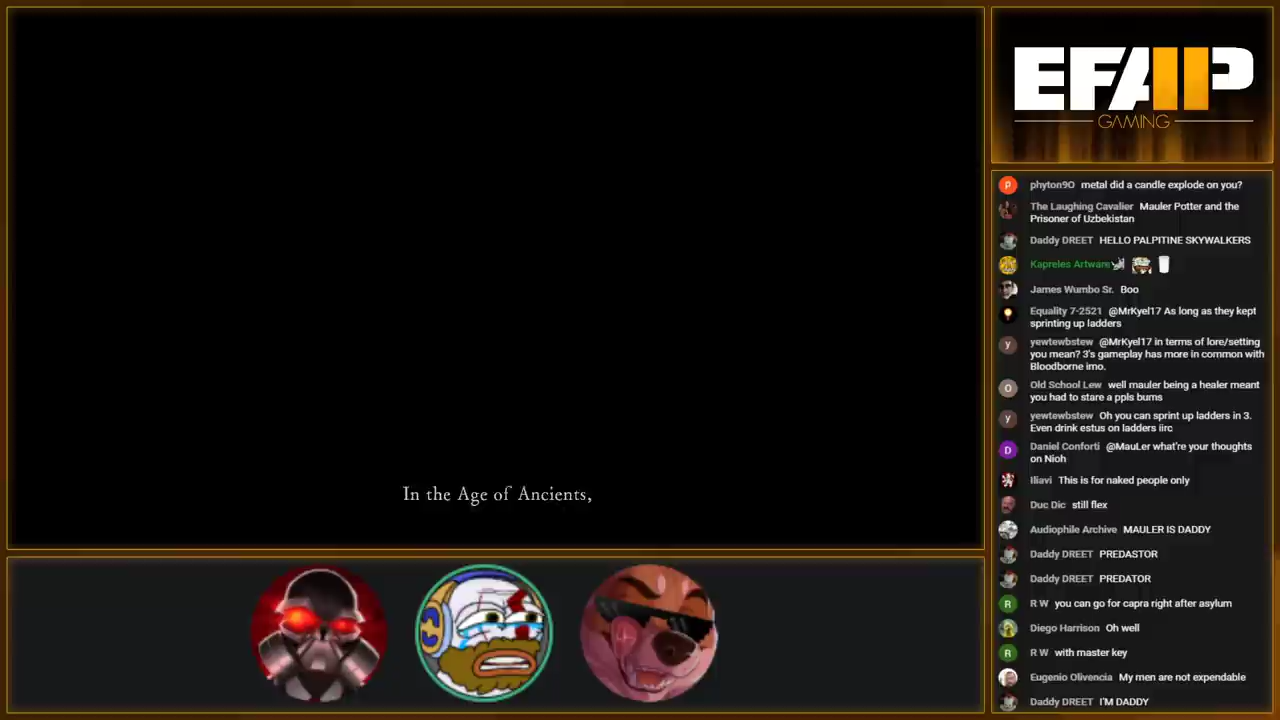 In the Age of Ancients,
EFAP
GAMING
P phyton9O metal did a candle explode on you?
The Laughing Cavalier Mauler Potter and the
Prisoner of Uzbekistan
Daddy DREET HELLO PALPITINE SKYWALKERS
Kapreles Artware
James Wumbo Sr. Boo
Equality 7-2521 @MrKyel17 As long as they kept
sprinting up ladders
y yewtewbstew @MrKyel17 in terms of lore/setting
you mean? 3's gameplay has more in common with
Bloodborne imo.
O Old School Lew well mauler being a healer meant
you had to stare a ppls bums
y yewtewbstew Oh you can sprint up ladders in 3.
Even drink estus on ladders iirc
D Daniel Conforti @MauLer what're your thoughts
on Nioh
Iliavi This is for naked people only
Duc Dic still flex
Audiophile Archive MAULER IS DADDY
Daddy DREET PREDASTOR
Daddy DREET PREDATOR
R R W you can go for capra right after asylum
Diego Harrison Oh well
R R W with master key
Eugenio Olivencia My men are not expendable
Daddy DREET I'M DADDY